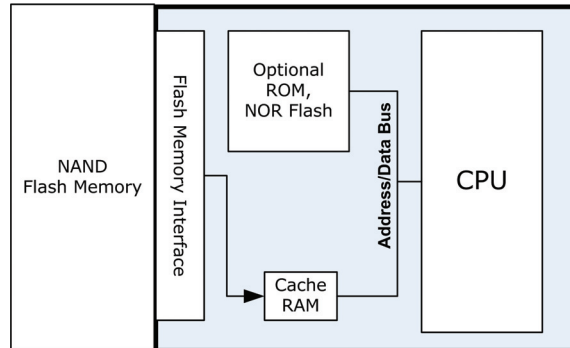 NAND
Flash Memory
Flash Memory Interface
Optional
ROM,
NOR Flash
Cache
RAM
Address/Data Bus
CPU